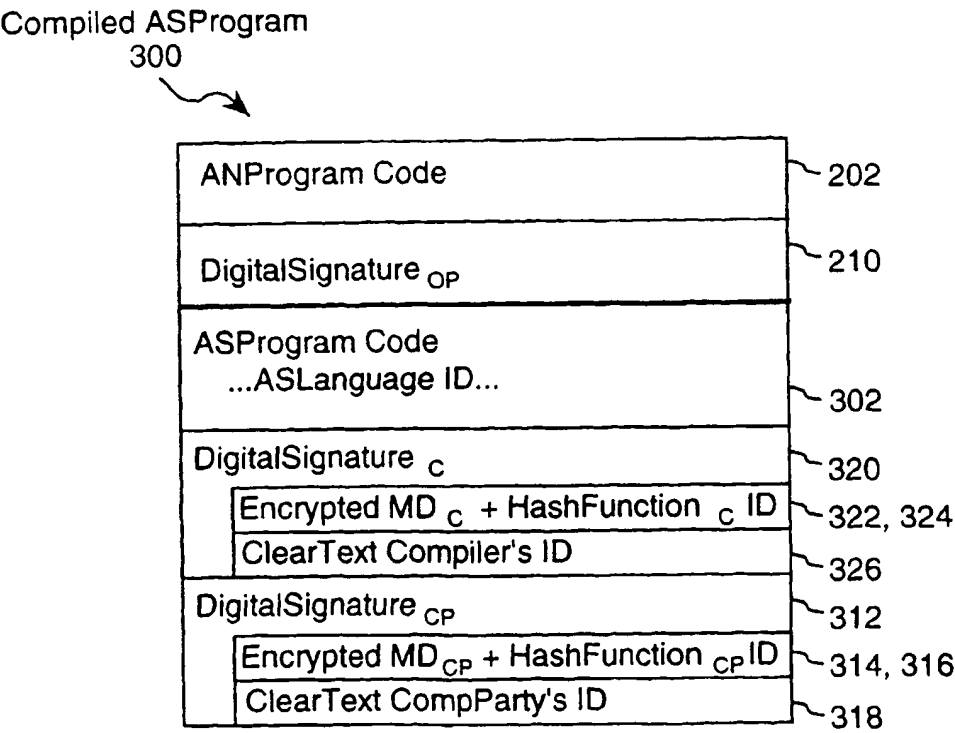 Compiled ASProgram
300
ANProgram Code
202
DigitalSignature OP
210
ASProgram Code
...ASLanguage ID...
302
DigitalSignature C
320
Encrypted MD C + HashFunction C ID
322, 324
ClearText Compiler's ID
326
DigitalSignature CP
312
Encrypted MD CP + HashFunction CP ID
314, 316
ClearText CompParty's ID
318